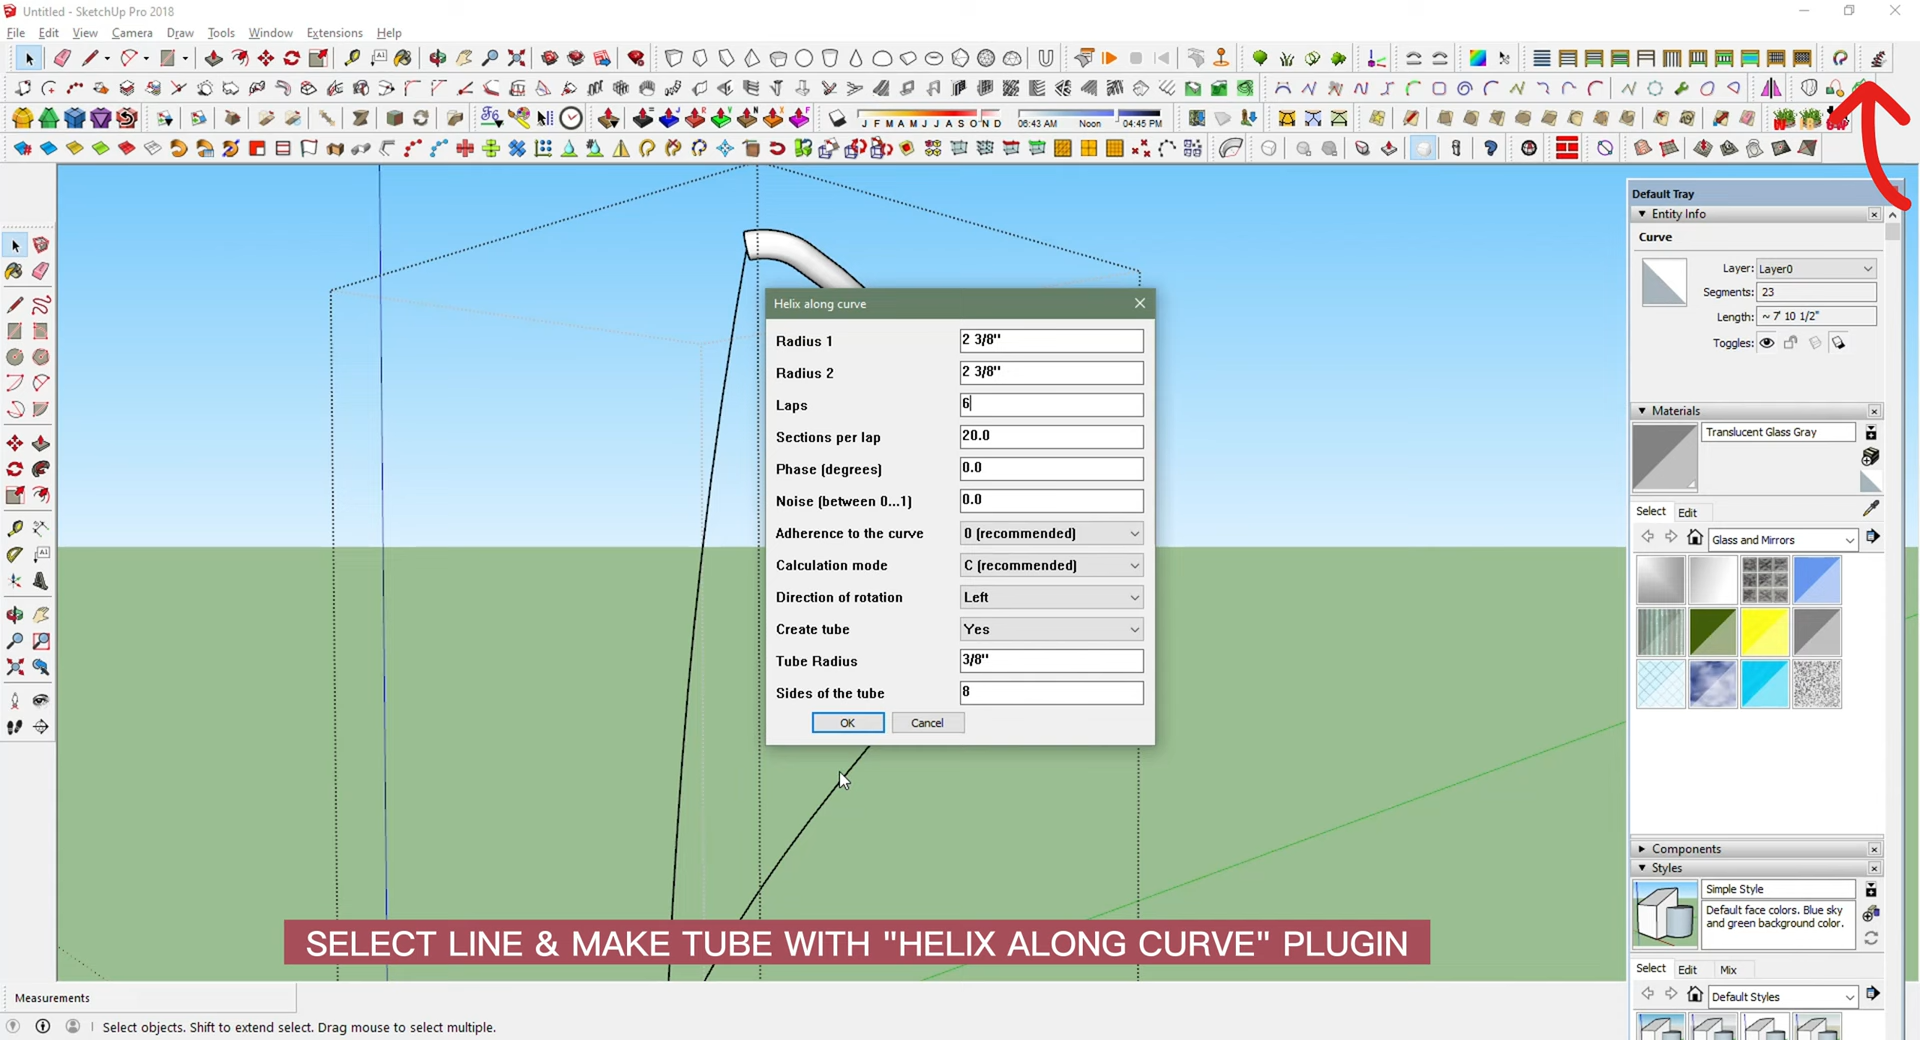 Untitled - SketchUp Pro 2018
File Edit View Camera Draw Tools Window Extensions Help
J F M A M J J A S O N D 06:43 AM Noon 04:45 PM
Default Tray
Entity Info
Curve
Layer: Layer0
Segments: 23
Length: ~ 7' 10 1/2"
Toggles:
Helix along curve
Radius 1 2 3/8"
Radius 2 2 3/8"
Laps 6
Sections per lap 20.0
Phase (degrees) 0.0
Noise (between 0...1) 0.0
Adherence to the curve 0 (recommended)
Calculation mode C (recommended)
Direction of rotation Left
Create tube Yes
Tube Radius 3/8"
Sides of the tube 8
OK Cancel
Materials
Translucent Glass Gray
Select Edit
Glass and Mirrors
Components
Styles
Simple Style
Default face colors. Blue sky
and green background color.
Select Edit Mix
Default Styles
SELECT LINE & MAKE TUBE WITH "HELIX ALONG CURVE" PLUGIN
Measurements
Select objects. Shift to extend select. Drag mouse to select multiple.